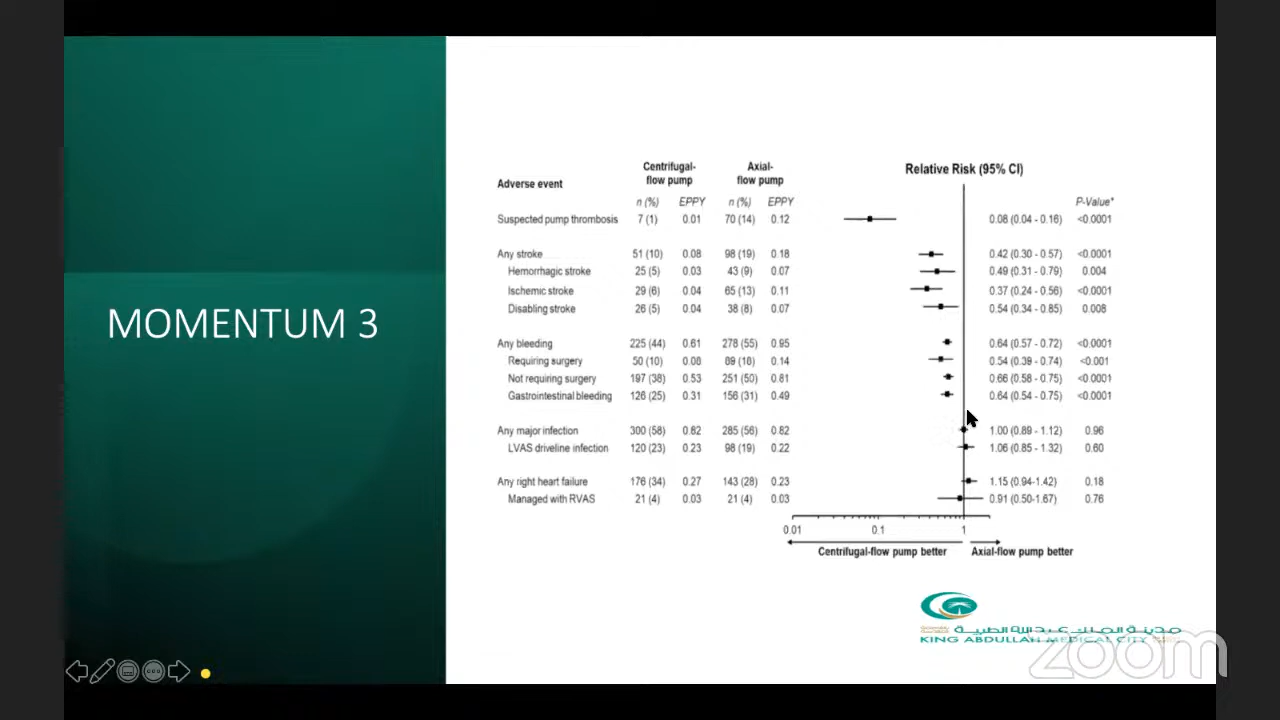 MOMENTUM 3
Centrifugal-flow pump Axial-flow pump Relative Risk (95% CI)
Adverse event
n (%) EPPY n (%) EPPY P-Value*
Suspected pump thrombosis 7 (1) 0.01 70 (14) 0.12 0.08 (0.04 - 0.16) <0.0001
Any stroke 51 (10) 0.08 98 (19) 0.18 0.42 (0.30 - 0.57) <0.0001
Hemorrhagic stroke 25 (5) 0.03 43 (9) 0.07 0.49 (0.31 - 0.79) 0.004
Ischemic stroke 29 (6) 0.04 65 (13) 0.11 0.37 (0.24 - 0.56) <0.0001
Disabling stroke 26 (5) 0.04 38 (8) 0.07 0.54 (0.34 - 0.85) 0.008
Any bleeding 225 (44) 0.61 278 (55) 0.95 0.64 (0.57 - 0.72) <0.0001
Requiring surgery 50 (10) 0.08 89 (18) 0.14 0.54 (0.39 - 0.74) <0.001
Not requiring surgery 197 (38) 0.53 251 (50) 0.81 0.66 (0.58 - 0.75) <0.0001
Gastrointestinal bleeding 126 (25) 0.31 156 (31) 0.49 0.64 (0.54 - 0.75) <0.0001
Any major infection 300 (58) 0.82 285 (56) 0.82 1.00 (0.89 - 1.12) 0.96
LVAS driveline infection 120 (23) 0.23 98 (19) 0.22 1.06 (0.85 - 1.32) 0.60
Any right heart failure 176 (34) 0.27 143 (28) 0.23 1.15 (0.94-1.42) 0.18
Managed with RVAS 21 (4) 0.03 21 (4) 0.03 0.91 (0.50-1.67) 0.76
0.01 0.1 1
Centrifugal-flow pump better Axial-flow pump better
مدينة الملك عبدالله الطبية
KING ABDULLAH MEDICAL CITY
zoom